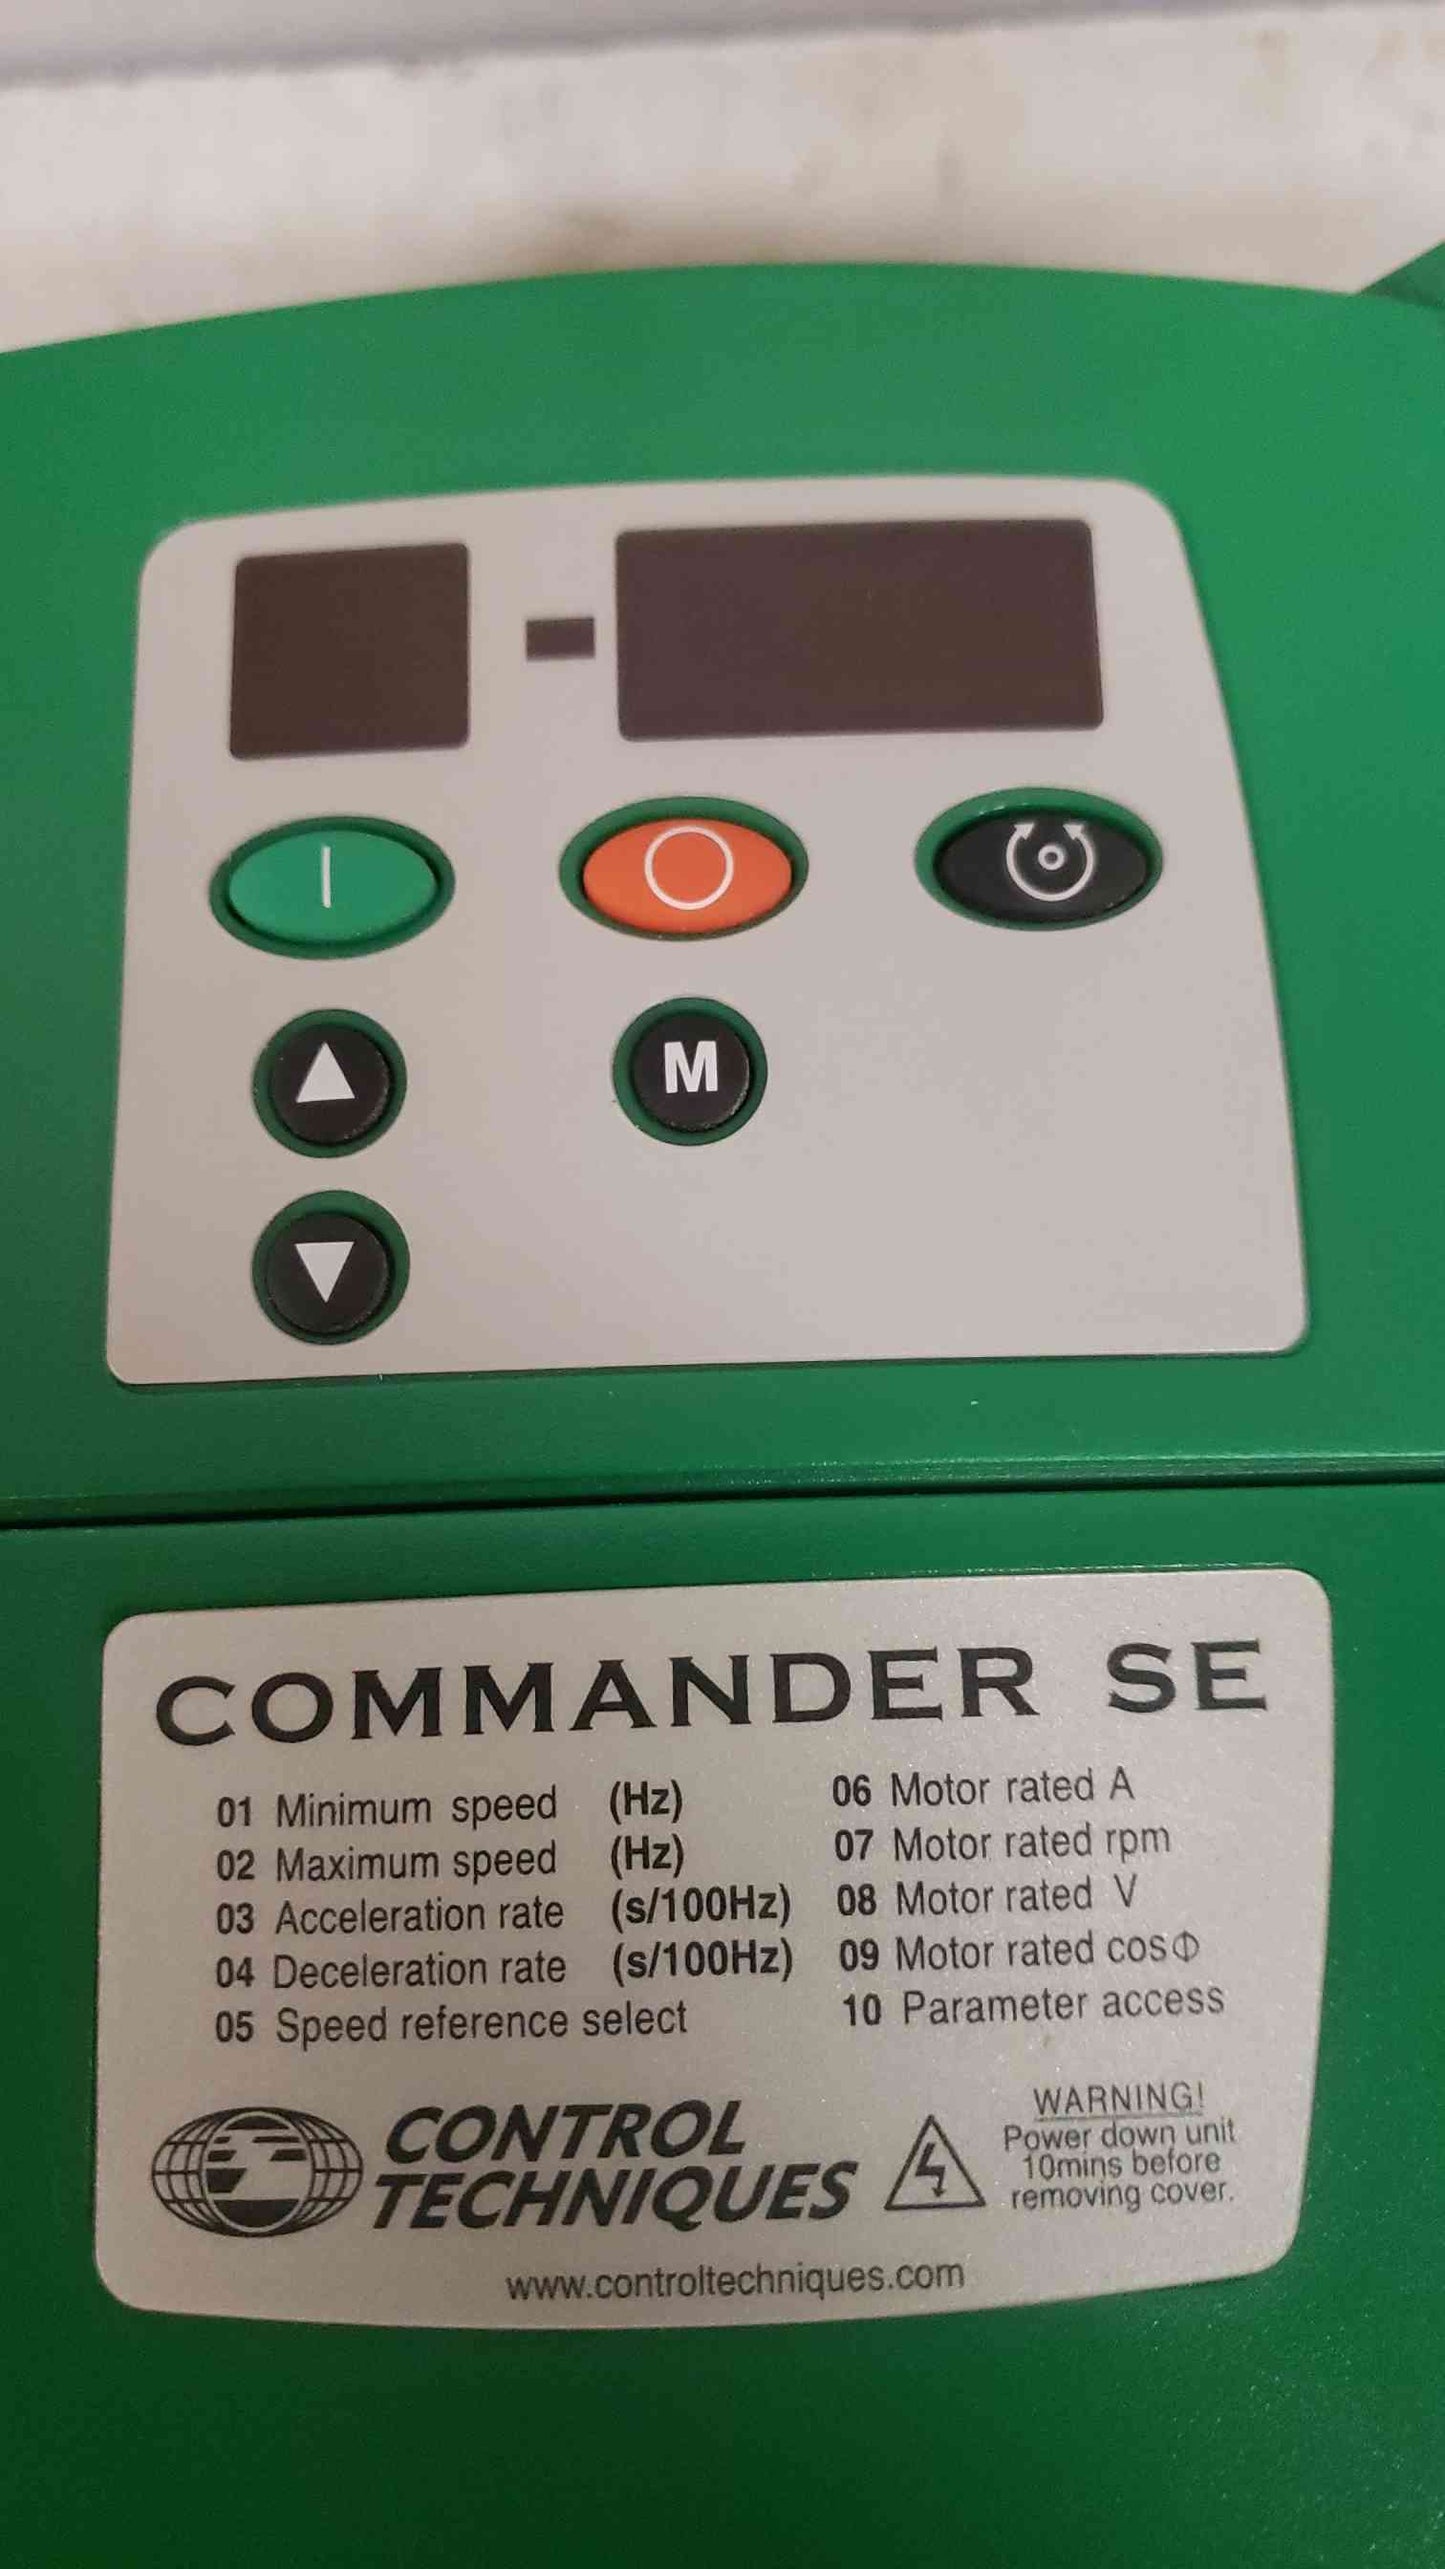 M
COMMANDER SE
01 Minimum speed (Hz)
02 Maximum speed (Hz)
03 Acceleration rate (s/100Hz)
04 Deceleration rate (s/100Hz)
05 Speed reference select
06 Motor rated A
07 Motor rated rpm
08 Motor rated V
09 Motor rated cosΦ
10 Parameter access
CONTROL
TECHNIQUES
WARNING!
Power down unit
10mins before
removing cover.
www.controltechniques.com